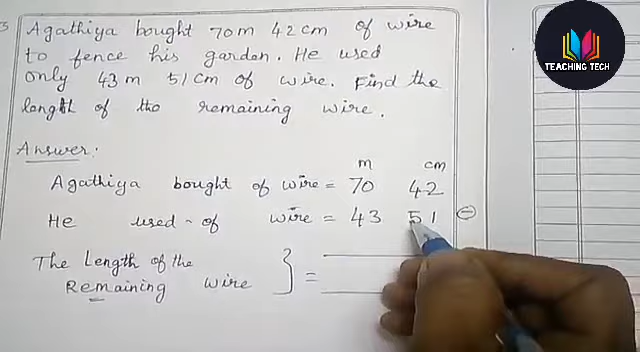 3 Agathiya bought 70m 42cm of wire
to fence his garden. He used
only 43m 51cm of wire. Find the
length of the remaining wire.
TEACHING TECH
Answer:
m cm
Agathiya bought of wire = 70 42
He used - of wire = 43 51 -
The Length of the
Remaining wire =